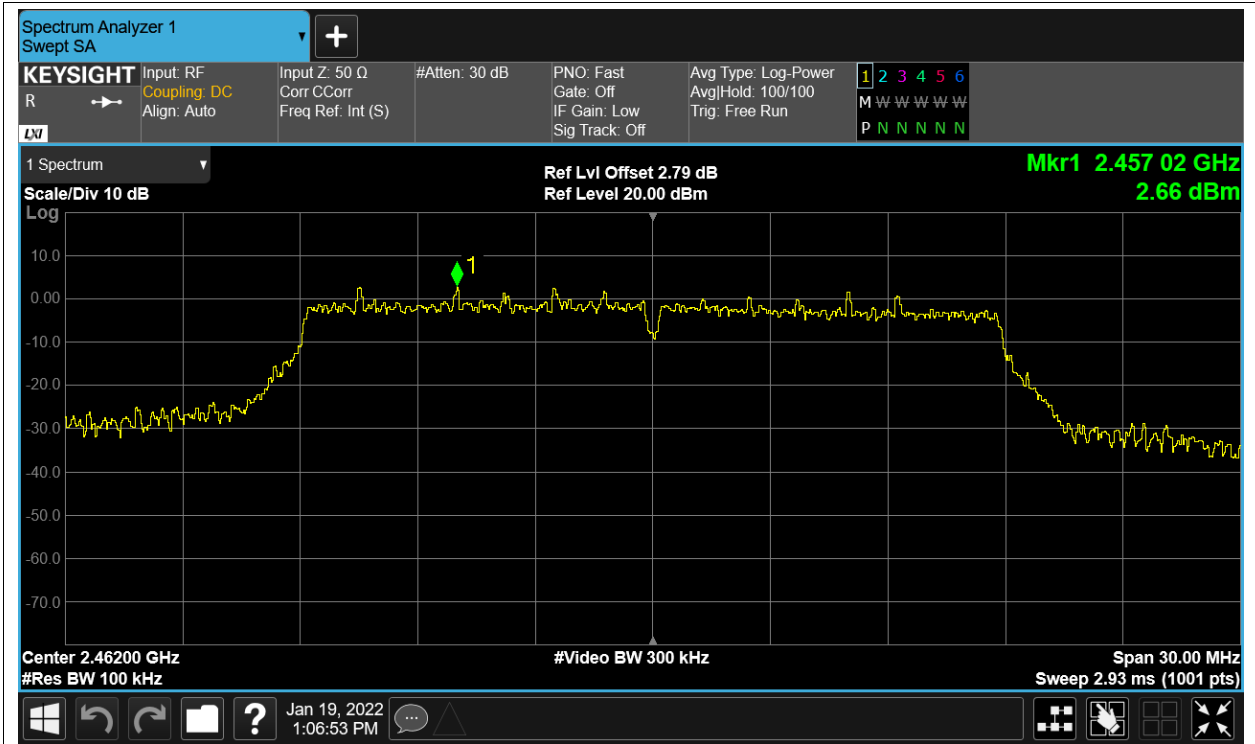 Spectrum Analyzer 1
Swept SA
+
KEYSIGHT Input: RF Input Z: 50 Ω #Atten: 30 dB PNO: Fast Avg Type: Log-Power 1 2 3 4 5 6
R Coupling: DC Corr CCorr Gate: Off Avg|Hold: 100/100 M W W W W W W
Align: Auto Freq Ref: Int (S) IF Gain: Low Trig: Free Run
LXI Sig Track: Off P N N N N N N
1 Spectrum Ref Lvl Offset 2.79 dB Mkr1 2.457 02 GHz
Scale/Div 10 dB Ref Level 20.00 dBm 2.66 dBm
Log
10.0
1
0.00
-10.0
-20.0
-30.0
-40.0
-50.0
-60.0
-70.0
Center 2.46200 GHz #Video BW 300 kHz Span 30.00 MHz
#Res BW 100 kHz Sweep 2.93 ms (1001 pts)
? Jan 19, 2022
1:06:53 PM